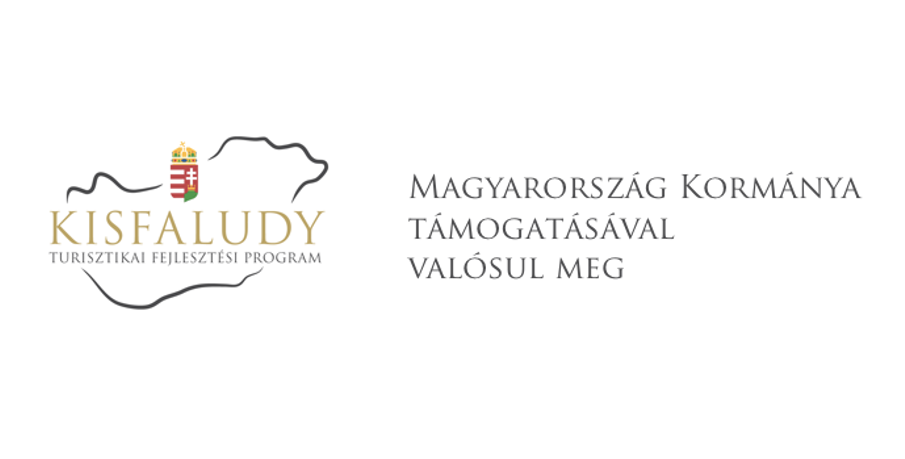 KISFALUDY
TURISZTIKAI FEJLESZTÉSI PROGRAM
MAGYARORSZÁG KORMÁNYA
TÁMOGATÁSÁVAL
VALÓSUL MEG